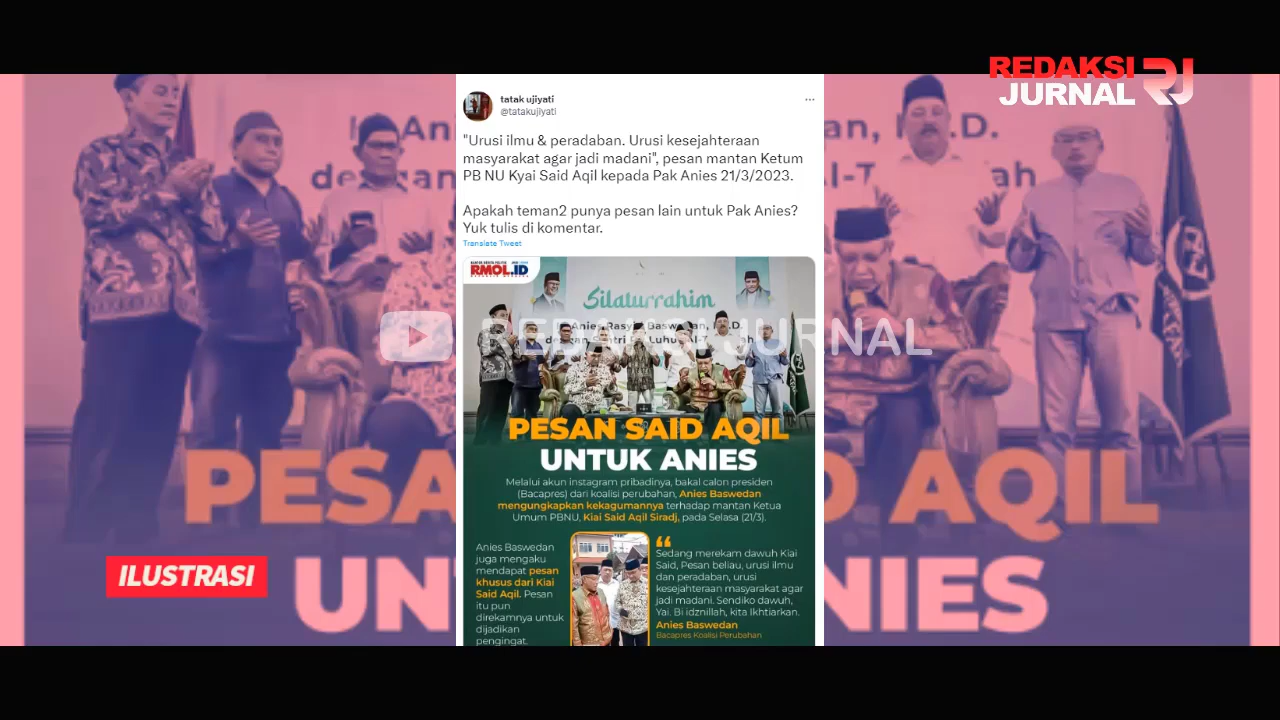 REDAKSI
JURNAL RJ
tatak ujiyati
@tatakujiyati
"Urusi ilmu & peradaban. Urusi kesejahteraan
masyarakat agar jadi madani", pesan mantan Ketum
PB NU Kyai Said Aqil kepada Pak Anies 21/3/2023.
Apakah teman2 punya pesan lain untuk Pak Anies?
Yuk tulis di komentar.
Translate Tweet
RMOL.ID
Silaturrahim
REDAKSI JURNAL
PESAN SAID AQIL
UNTUK ANIES
Melalui akun instagram pribadinya, bakal calon presiden
(Bacapres) dari koalisi perubahan, Anies Baswedan
mengungkapkan kekagumannya terhadap mantan Ketua
Umum PBNU, Kiai Said Aqil Siradj, pada Selasa (21/3).
Anies Baswedan
juga mengaku
mendapat pesan
khusus dari Kiai
Said Aqil. Pesan
itu pun
direkamnya untuk
dijadikan
pengingat.
Sedang merekam dawuh Kiai
Said, Pesan beliau, urusi ilmu
dan peradaban, urusi
kesejahteraan masyarakat agar
jadi madani. Sendiko dawuh,
Yai. Bi idznillah, kita Ikhtiarkan.
Anies Baswedan
Bacapres Koalisi Perubahan
ILUSTRASI